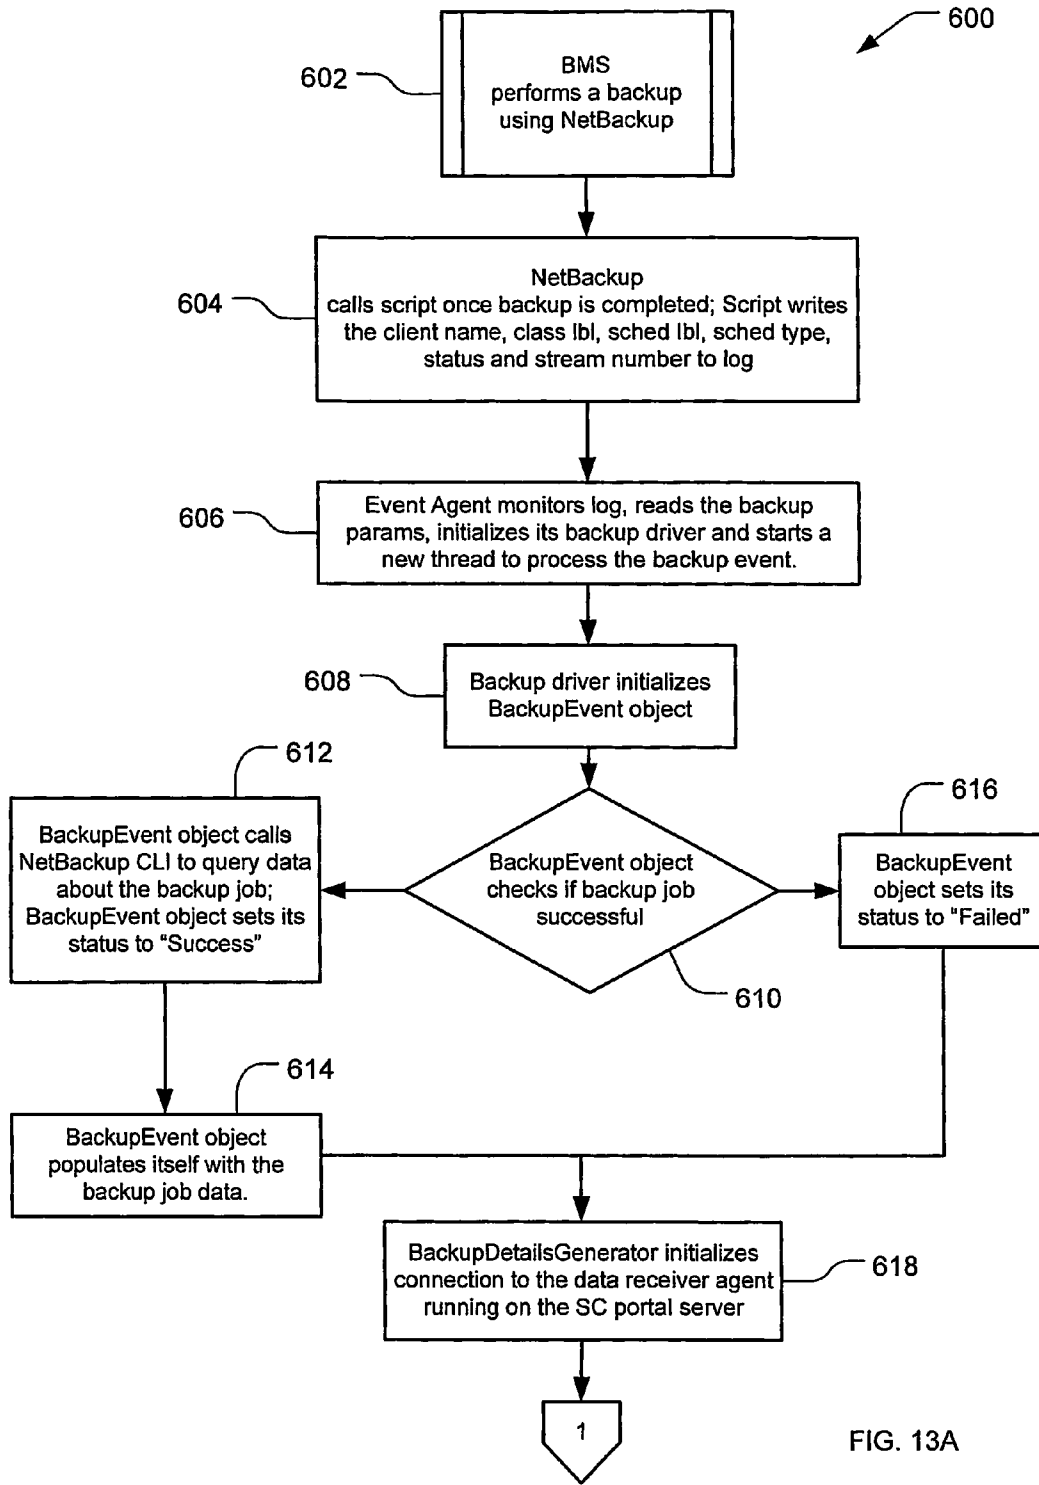 600
602
BMS
performs a backup
using NetBackup
604
NetBackup
calls script once backup is completed; Script writes
the client name, class lbl, sched lbl, sched type,
status and stream number to log
606
Event Agent monitors log, reads the backup
params, initializes its backup driver and starts a
new thread to process the backup event.
608
Backup driver initializes
BackupEvent object
612
BackupEvent object calls
NetBackup CLI to query data
about the backup job;
BackupEvent object sets its
status to “Success”
BackupEvent object
checks if backup job
successful
610
616
BackupEvent
object sets its
status to “Failed”
614
BackupEvent object
populates itself with the
backup job data.
BackupDetailsGenerator initializes
connection to the data receiver agent
running on the SC portal server
618
1
FIG. 13A